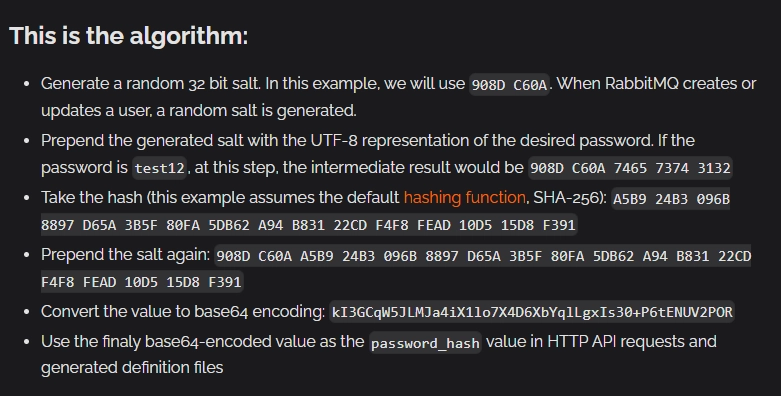 This is the algorithm:
Generate a random 32 bit salt. In this example, we will use 908D C60A. When RabbitMQ creates or
updates a user, a random salt is generated.
Prepend the generated salt with the UTF-8 representation of the desired password. If the
password is test12, at this step, the intermediate result would be 908D C60A 7465 7374 3132
Take the hash (this example assumes the default hashing function, SHA-256): A5B9 24B3 096B
8897 D65A 3B5F 80FA 5DB62 A94 B831 22CD F4F8 FEAD 10D5 15D8 F391
Prepend the salt again: 908D C60A A5B9 24B3 096B 8897 D65A 3B5F 80FA 5DB62 A94 B831 22CD
F4F8 FEAD 10D5 15D8 F391
Convert the value to base64 encoding: kI3GCqW5JLMJa4iX1lo7X4D6XbYqlLgxIs30+P6tENUV2POR
Use the finaly base64-encoded value as the password_hash value in HTTP API requests and
generated definition files